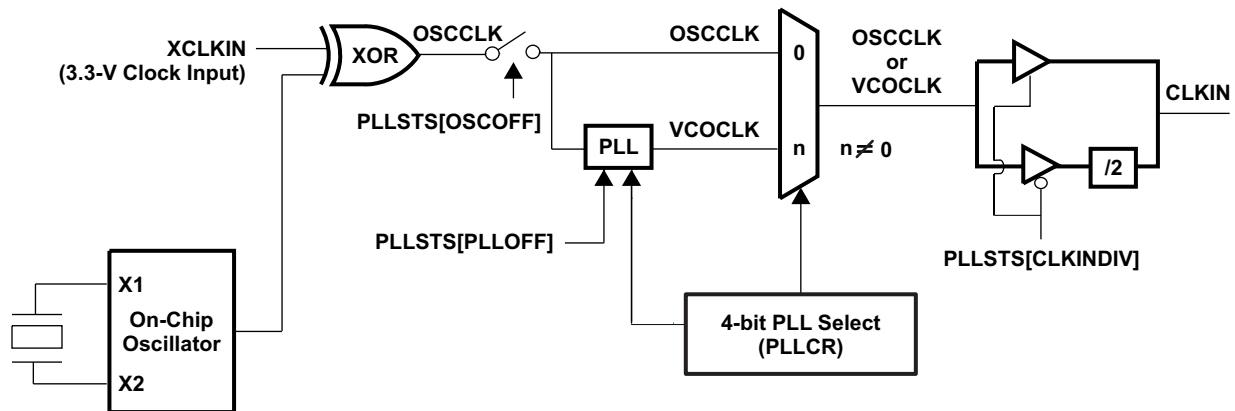 XCLKIN
(3.3-V Clock Input)
XOR
OSCCLK
PLLSTS[OSCOFF]
OSCCLK
0
OSCCLK
or
VCOCLK
CLKIN
PLL
VCOCLK
n
n ≠ 0
/2
PLLSTS[PLLOFF]
PLLSTS[CLKINDIV]
X1
On-Chip
Oscillator
X2
4-bit PLL Select
(PLLCR)